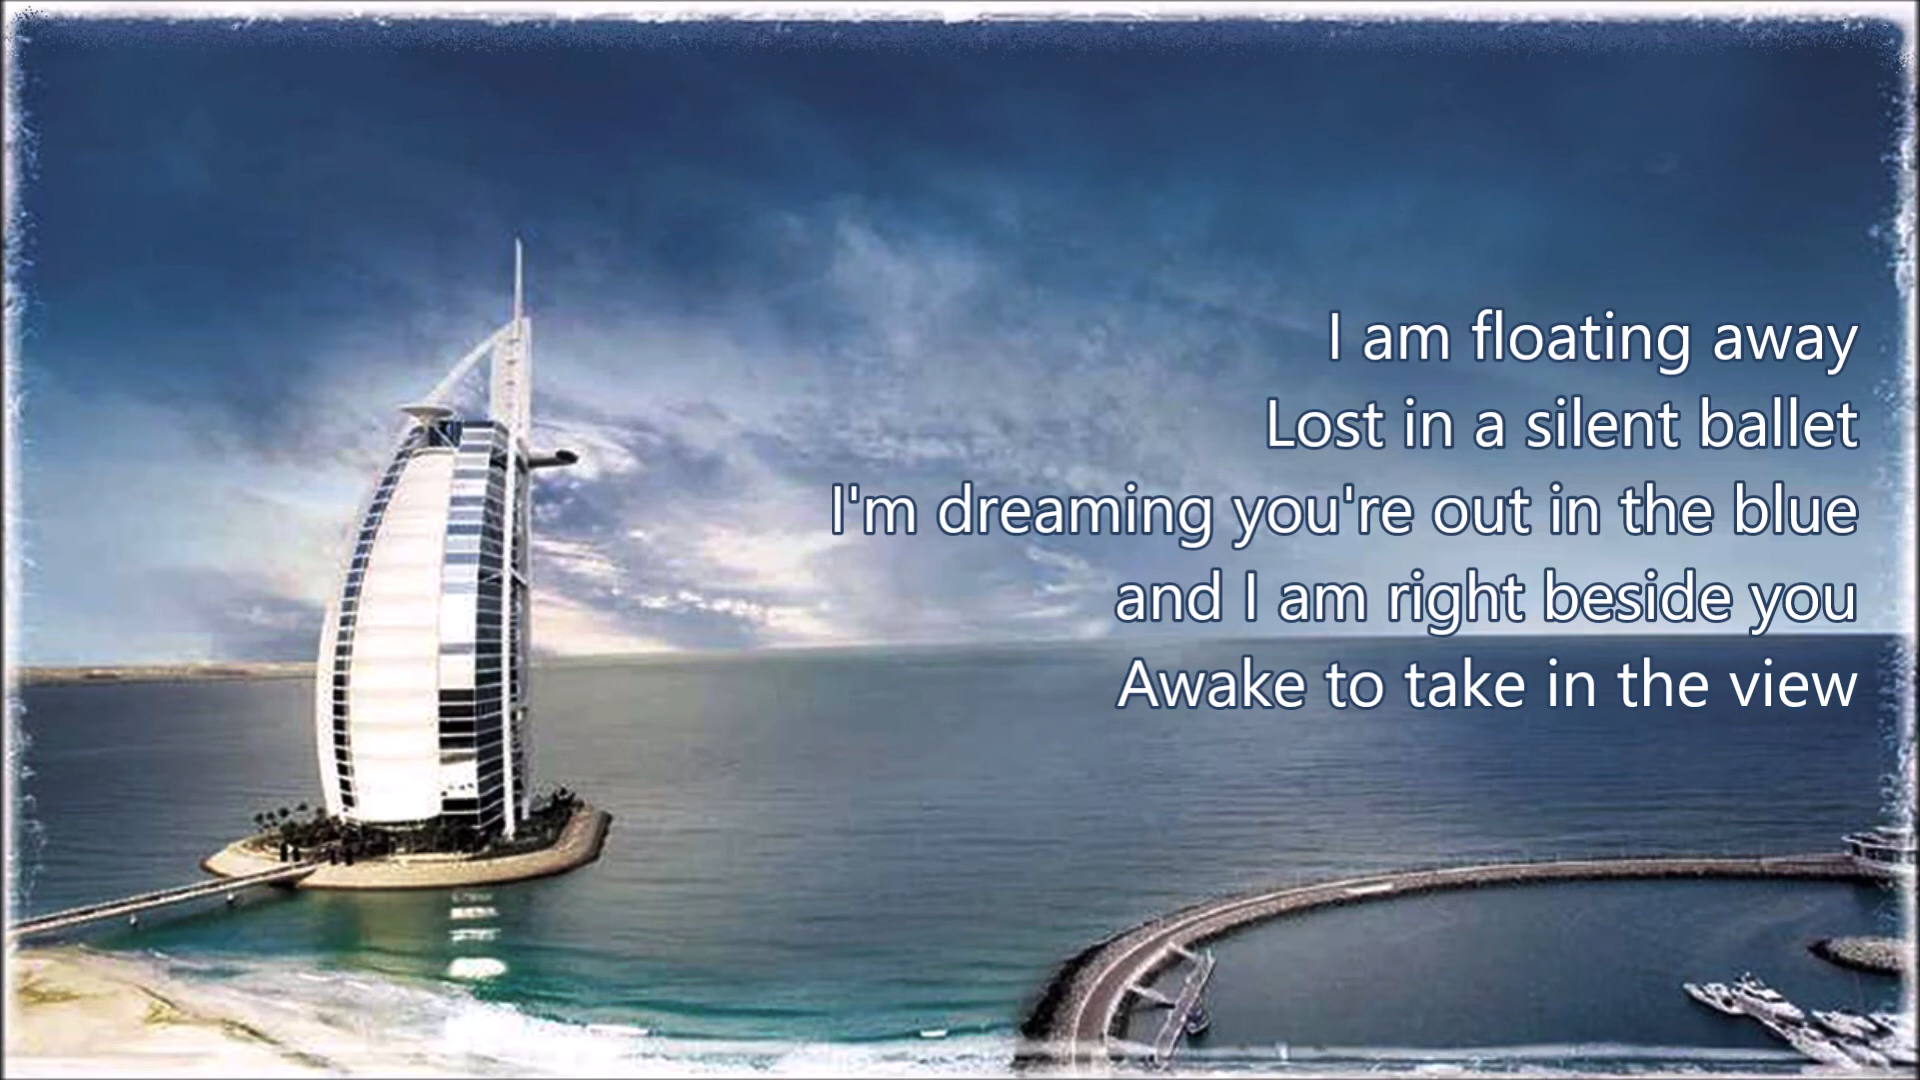 I am floating away
Lost in a silent ballet
I'm dreaming you're out in the blue
and I am right beside you
Awake to take in the view